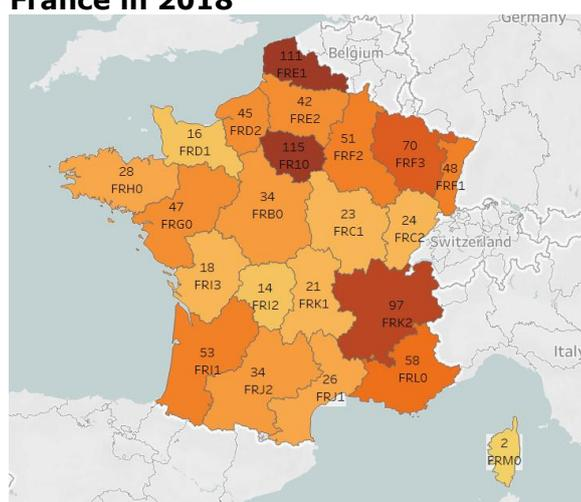 France in 2018
Germany
Belgium
111
FRE1
42
FRE2
45
FRD2
16
FRD1
115
FR10
51
FRF2
70
FRF3
48
FRF1
28
FRH0
47
FRG0
34
FRB0
23
FRC1
24
FRC2
Switzerland
18
FRI3
14
FRI2
21
FRK1
97
FRK2
Italy
53
FRI1
34
FRJ2
26
FRJ1
58
FRL0
2
FRM0